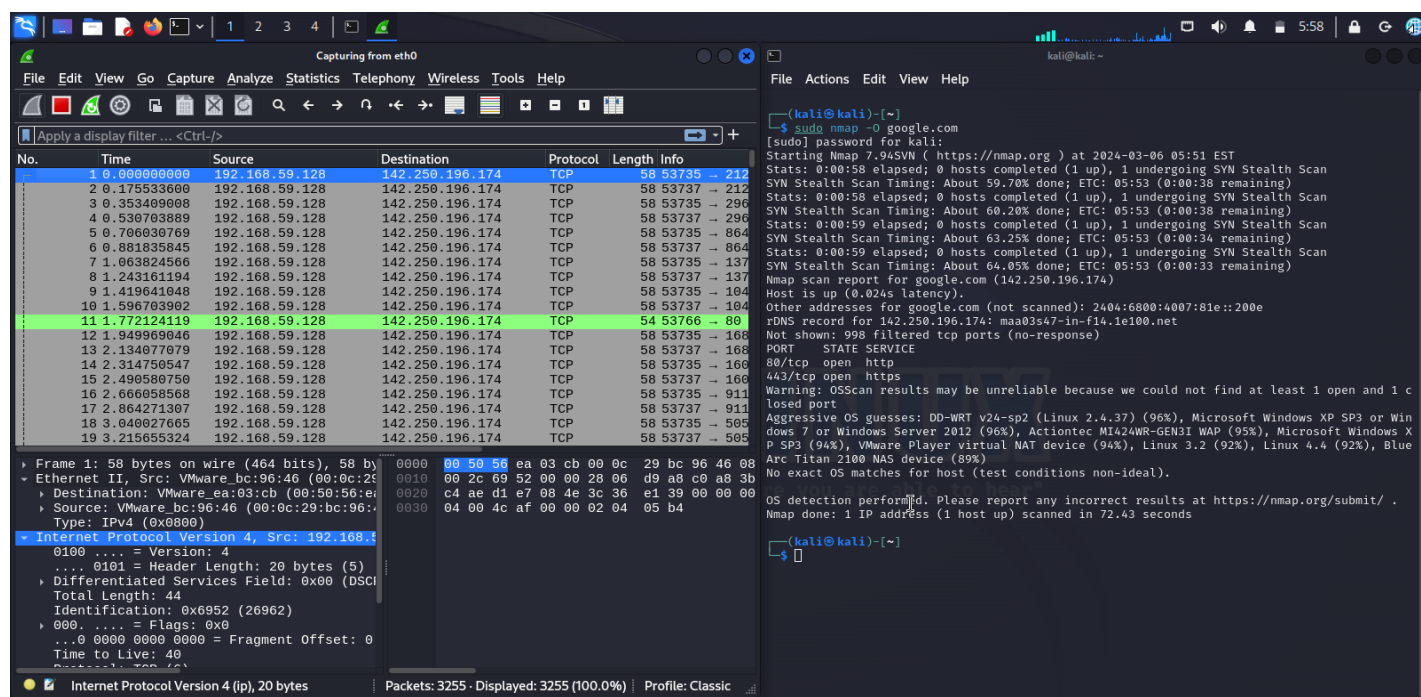 1 2 3 4
5:58
Capturing from eth0
File Edit View Go Capture Analyze Statistics Telephony Wireless Tools Help
Apply a display filter ... <Ctrl-/>
No. Time Source Destination Protocol Length Info
1 0.000000000 192.168.59.128 142.250.196.174 TCP 58 53735 → 212
2 0.175533600 192.168.59.128 142.250.196.174 TCP 58 53737 → 212
3 0.353409008 192.168.59.128 142.250.196.174 TCP 58 53735 → 296
4 0.530703889 192.168.59.128 142.250.196.174 TCP 58 53737 → 296
5 0.706030769 192.168.59.128 142.250.196.174 TCP 58 53735 → 864
6 0.881835845 192.168.59.128 142.250.196.174 TCP 58 53737 → 864
7 1.063824566 192.168.59.128 142.250.196.174 TCP 58 53735 → 137
8 1.243161194 192.168.59.128 142.250.196.174 TCP 58 53737 → 137
9 1.419641048 192.168.59.128 142.250.196.174 TCP 58 53735 → 104
10 1.596703902 192.168.59.128 142.250.196.174 TCP 58 53737 → 104
11 1.772124119 192.168.59.128 142.250.196.174 TCP 54 53766 → 80
12 1.949969046 192.168.59.128 142.250.196.174 TCP 58 53735 → 168
13 2.134077079 192.168.59.128 142.250.196.174 TCP 58 53737 → 168
14 2.314750547 192.168.59.128 142.250.196.174 TCP 58 53735 → 160
15 2.490580750 192.168.59.128 142.250.196.174 TCP 58 53737 → 160
16 2.666058568 192.168.59.128 142.250.196.174 TCP 58 53735 → 911
17 2.864271307 192.168.59.128 142.250.196.174 TCP 58 53737 → 911
18 3.040027665 192.168.59.128 142.250.196.174 TCP 58 53735 → 505
19 3.215655324 192.168.59.128 142.250.196.174 TCP 58 53737 → 505
Frame 1: 58 bytes on wire (464 bits), 58 by
Ethernet II, Src: VMware_bc:96:46 (00:0c:29
Destination: VMware_ea:03:cb (00:50:56:ea
Source: VMware_bc:96:46 (00:0c:29:bc:96:4
Type: IPv4 (0x0800)
Internet Protocol Version 4, Src: 192.168.5
0100 .... = Version: 4
.... 0101 = Header Length: 20 bytes (5)
Differentiated Services Field: 0x00 (DSCP
Total Length: 44
Identification: 0x6952 (26962)
000. .... = Flags: 0x0
...0 0000 0000 0000 = Fragment Offset: 0
Time to Live: 40
0000 00 50 56 ea 03 cb 00 0c 29 bc 96 46 08
0010 00 2c 69 52 00 00 28 06 d9 a8 c0 a8 3b
0020 c4 ae d1 e7 08 4e 3c 36 e1 39 00 00 00
0030 04 00 4c af 00 00 02 04 05 b4
Internet Protocol Version 4 (ip), 20 bytes
Packets: 3255 · Displayed: 3255 (100.0%)
Profile: Classic
kali@kali: ~
File Actions Edit View Help
(kali㉿kali)-[~]
$ sudo nmap -O google.com
[sudo] password for kali:
Starting Nmap 7.94SVN ( https://nmap.org ) at 2024-03-06 05:51 EST
Stats: 0:00:58 elapsed; 0 hosts completed (1 up), 1 undergoing SYN Stealth Scan
SYN Stealth Scan Timing: About 59.70% done; ETC: 05:53 (0:00:38 remaining)
Stats: 0:00:58 elapsed; 0 hosts completed (1 up), 1 undergoing SYN Stealth Scan
SYN Stealth Scan Timing: About 60.20% done; ETC: 05:53 (0:00:38 remaining)
Stats: 0:00:59 elapsed; 0 hosts completed (1 up), 1 undergoing SYN Stealth Scan
SYN Stealth Scan Timing: About 63.25% done; ETC: 05:53 (0:00:34 remaining)
Stats: 0:00:59 elapsed; 0 hosts completed (1 up), 1 undergoing SYN Stealth Scan
SYN Stealth Scan Timing: About 64.05% done; ETC: 05:53 (0:00:33 remaining)
Nmap scan report for google.com (142.250.196.174)
Host is up (0.024s latency).
Other addresses for google.com (not scanned): 2404:6800:4007:81e::200e
rDNS record for 142.250.196.174: maa03s47-in-f14.1e100.net
Not shown: 998 filtered tcp ports (no-response)
PORT STATE SERVICE
80/tcp open http
443/tcp open https
Warning: OSScan results may be unreliable because we could not find at least 1 open and 1 c
losed port
Aggressive OS guesses: DD-WRT v24-sp2 (Linux 2.4.37) (96%), Microsoft Windows XP SP3 or Win
dows 7 or Windows Server 2012 (96%), Actiontec MI424WR-GEN3I WAP (95%), Microsoft Windows X
P SP3 (94%), VMware Player virtual NAT device (94%), Linux 3.2 (92%), Linux 4.4 (92%), Blue
Arc Titan 2100 NAS device (89%)
No exact OS matches for host (test conditions non-ideal).
OS detection performed. Please report any incorrect results at https://nmap.org/submit/ .
Nmap done: 1 IP address (1 host up) scanned in 72.43 seconds
(kali㉿kali)-[~]
$